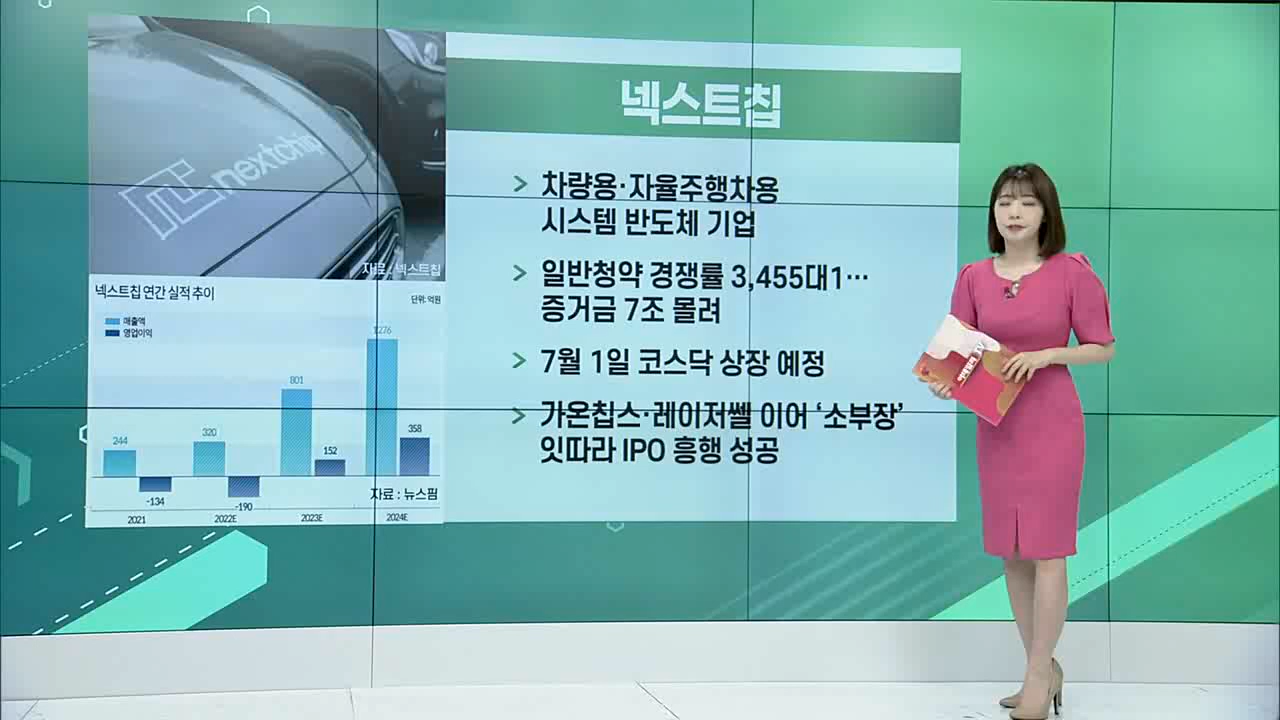 넥스트칩
nextchip
자료 : 넥스트칩
> 차량용·자율주행차용
시스템 반도체 기업
> 일반청약 경쟁률 3,455대1…
증거금 7조 몰려
> 7월 1일 코스닥 상장 예정
> 가온칩스·레이저쎌 이어 ‘소부장’
잇따라 IPO 흥행 성공
넥스트칩 연간 실적 추이
단위: 억원
매출액
영업이익
244
320
801
1276
-134
-190
152
358
자료 : 뉴스핌
2021 2022E 2023E 2024E